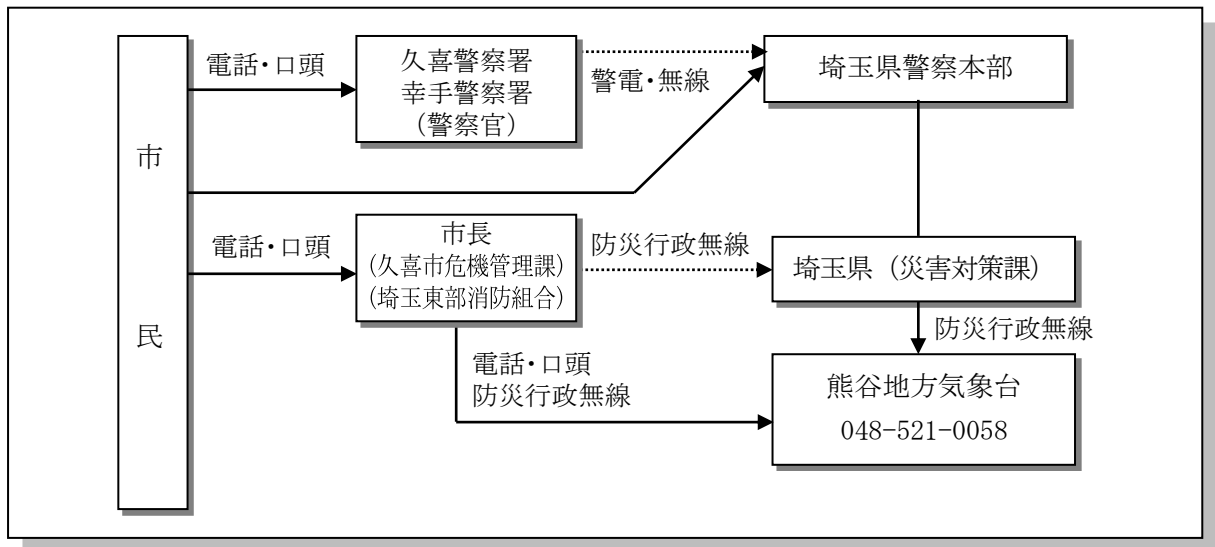 市
民
電話・口頭
久喜警察署
幸手警察署
（警察官）
警電・無線
埼玉県警察本部
電話・口頭
市長
(久喜市危機管理課)
(埼玉東部消防組合)
防災行政無線
埼玉県（災害対策課）
防災行政無線
電話・口頭
防災行政無線
熊谷地方気象台
048-521-0058